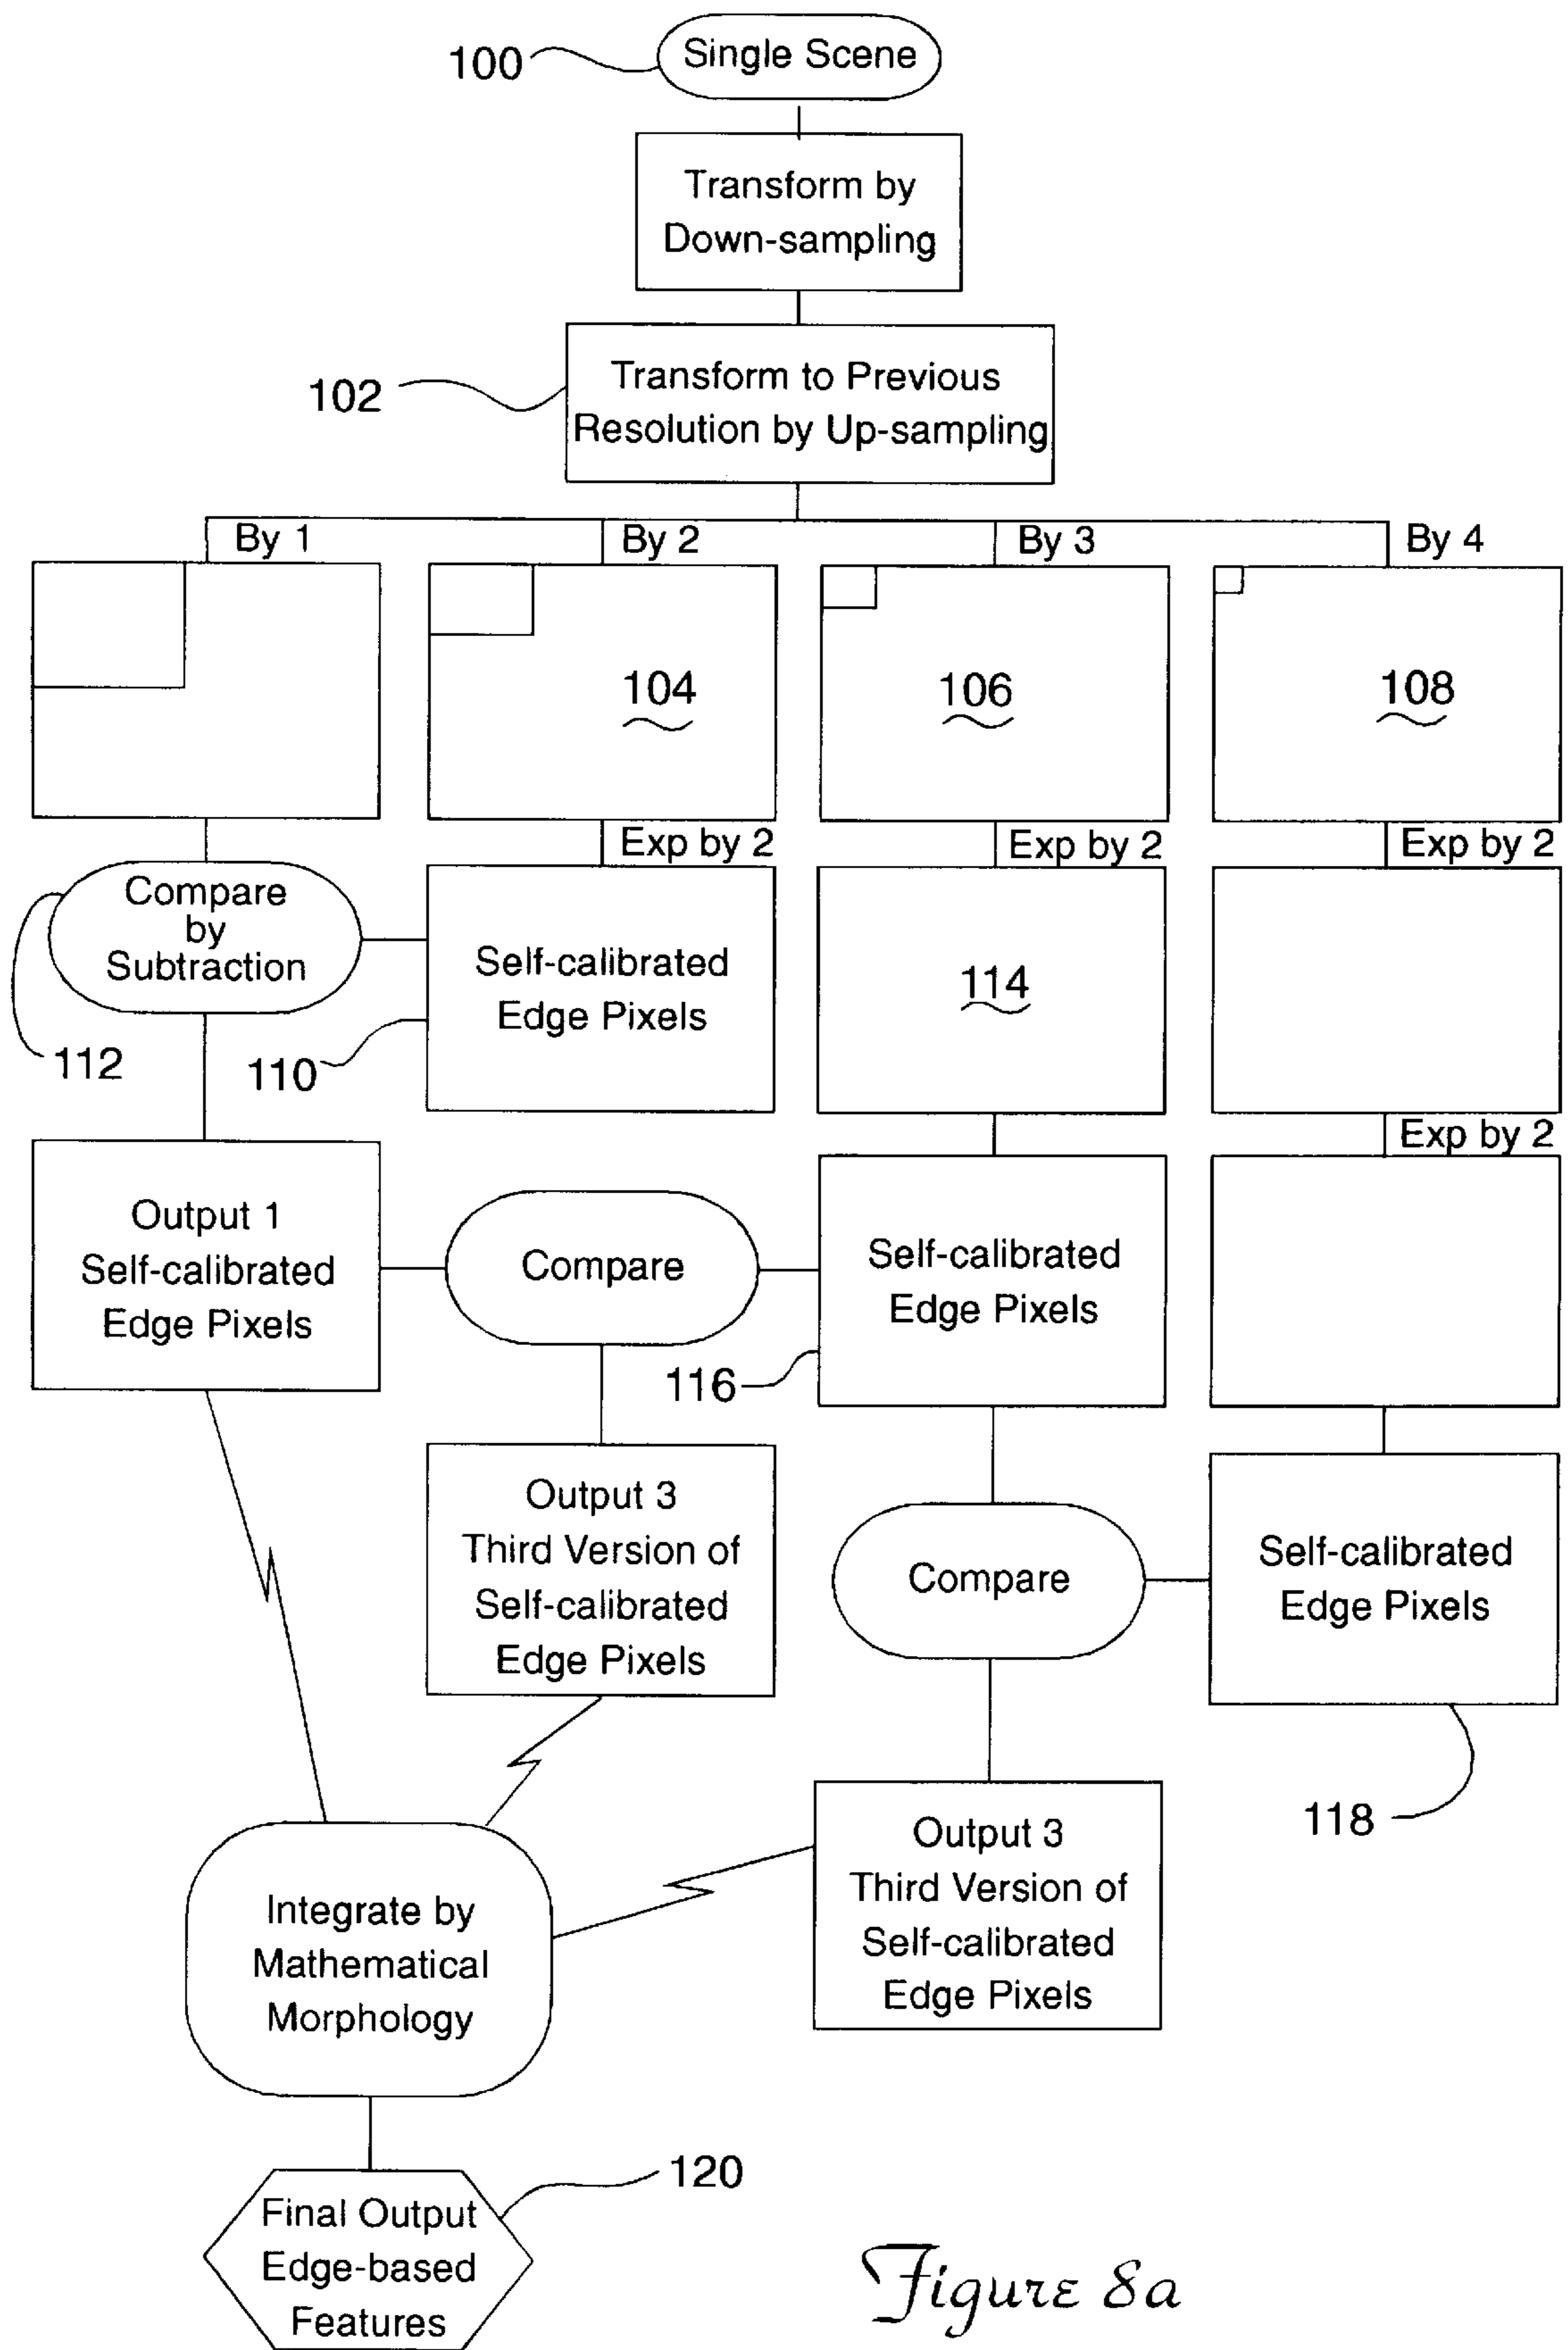 100
Single Scene
Transform by
Down-sampling
102
Transform to Previous
Resolution by Up-sampling
By 1
By 2
By 3
By 4
104
106
108
Exp by 2
Exp by 2
Exp by 2
Compare
by
Subtraction
Self-calibrated
Edge Pixels
114
112
110
Exp by 2
Output 1
Self-calibrated
Edge Pixels
Compare
Self-calibrated
Edge Pixels
116
Output 3
Third Version of
Self-calibrated
Edge Pixels
Compare
Self-calibrated
Edge Pixels
118
Output 3
Third Version of
Self-calibrated
Edge Pixels
Integrate by
Mathematical
Morphology
120
Final Output
Edge-based
Features
Figure 8a